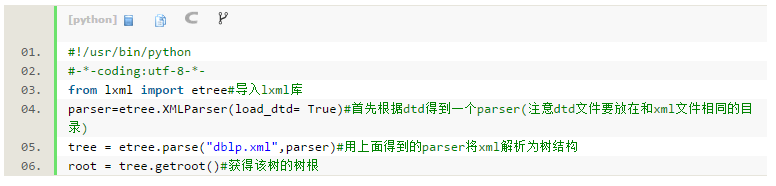 [python]
01. #!/usr/bin/python
02. #-*-coding:utf-8-*-
03. from lxml import etree#导入lxml库
04. parser=etree.XMLParser(load_dtd= True)#首先根据dtd得到一个parser(注意dtd文件要放在和xml文件相同的目
录)
05. tree = etree.parse("dblp.xml",parser)#用上面得到的parser将xml解析为树结构
06. root = tree.getroot()#获得该树的树根